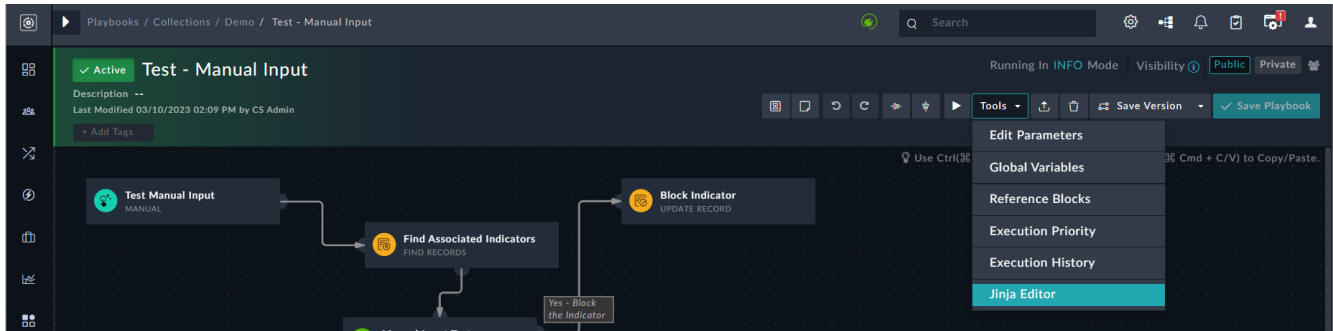 Playbooks / Collections / Demo / Test - Manual Input
Search
Active Test - Manual Input
Running In INFO Mode Visibility Public Private
Description --
Last Modified 03/10/2023 02:09 PM by CS Admin
Tools Save Version Save Playbook
+ Add Tags
Edit Parameters
Use Ctrl(⌘ ⌘ Cmd + C/V) to Copy/Paste.
Global Variables
Reference Blocks
Execution Priority
Execution History
Jinja Editor
Test Manual Input
MANUAL
Block Indicator
UPDATE RECORD
Find Associated Indicators
FIND RECORDS
Yes - Block
the Indicator